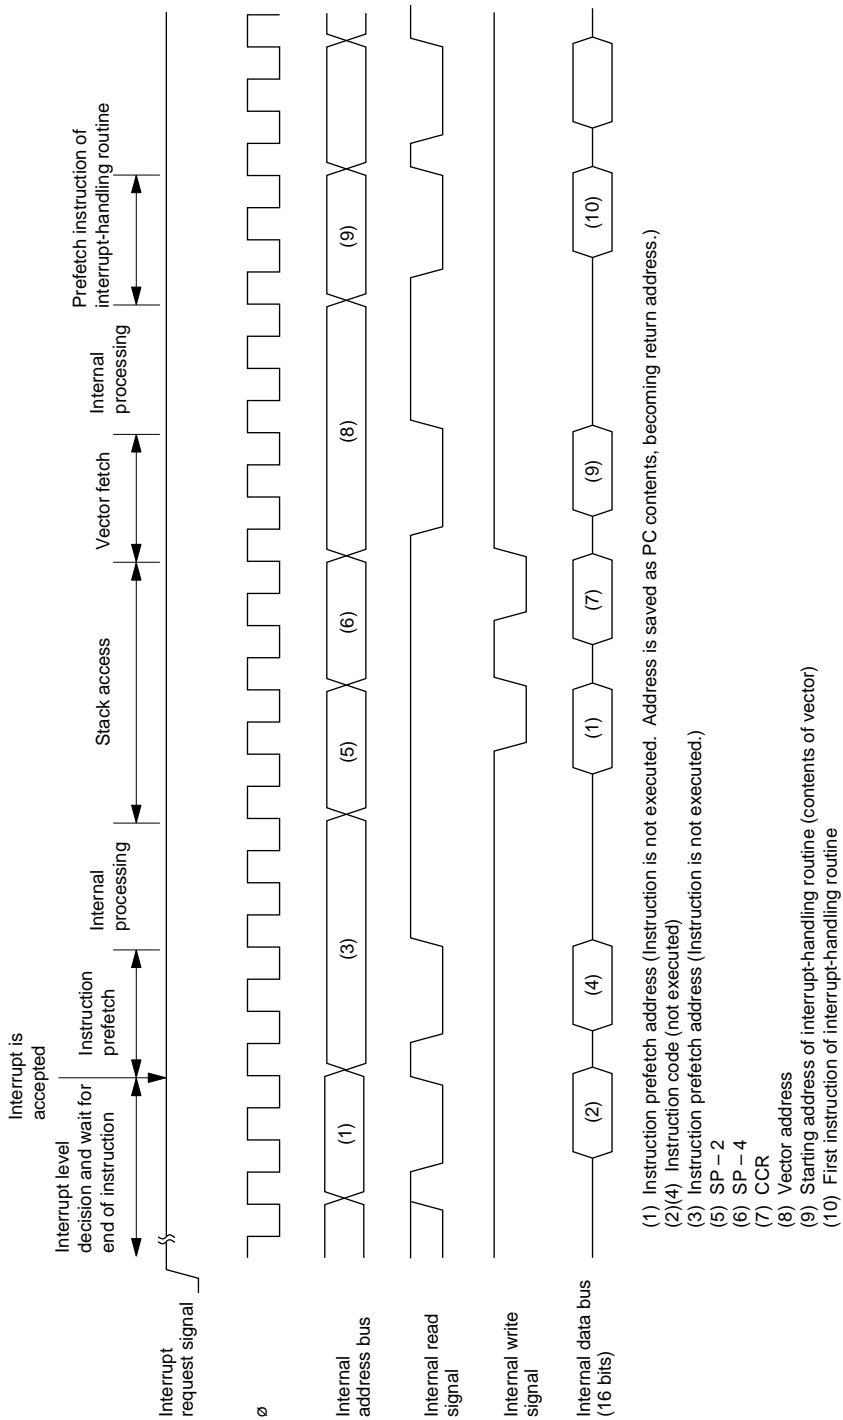 Interrupt is
accepted
Interrupt level
decision and wait for
end of instruction
Instruction
prefetch
Internal
processing
Stack access
Vector fetch
Internal
processing
Prefetch instruction of
interrupt-handling routine
Interrupt
request signal
ø
Internal
address bus
(1)
(3)
(5)
(6)
(8)
(9)
Internal read
signal
Internal write
signal
Internal data bus
(16 bits)
(2)
(4)
(1)
(7)
(9)
(10)
(1) Instruction prefetch address (Instruction is not executed. Address is saved as PC contents, becoming return address.)
(2)(4) Instruction code (not executed)
(3) Instruction prefetch address (Instruction is not executed.)
(5) SP – 2
(6) SP – 4
(7) CCR
(8) Vector address
(9) Starting address of interrupt-handling routine (contents of vector)
(10) First instruction of interrupt-handling routine